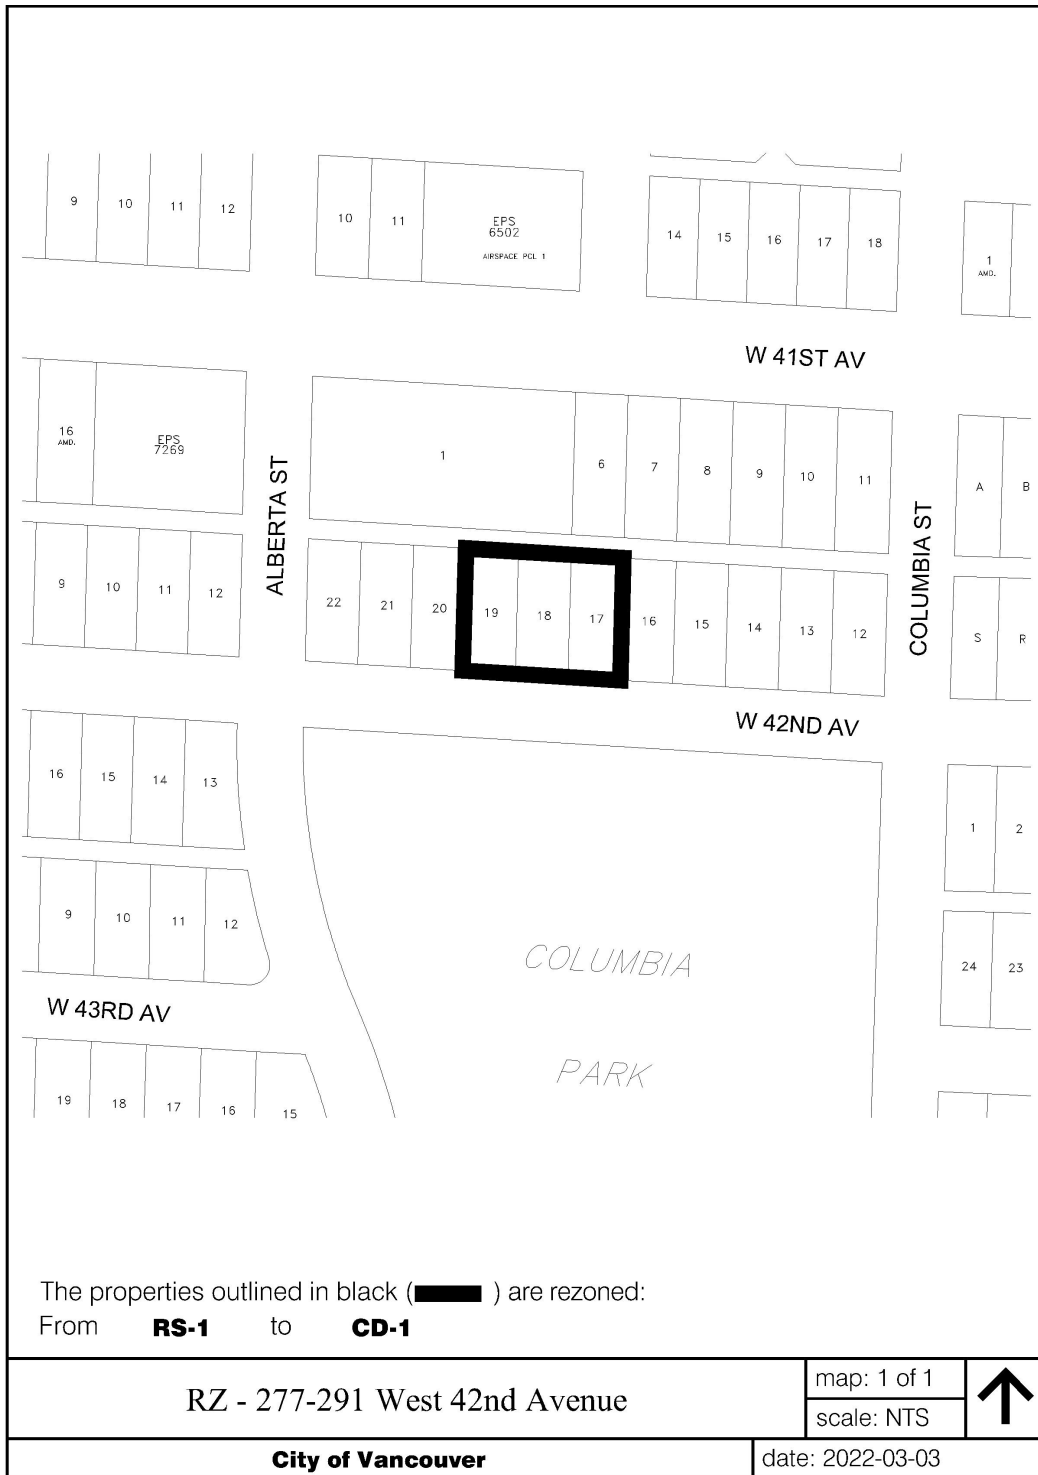 9 10 11 12
10 11 EPS 6502 AIRSPACE PCL 1
14 15 16 17 18
1 AMD.
W 41ST AV
16 AMD.
EPS 7269
1 6 7 8 9 10 11
A B
ALBERTA ST
COLUMBIA ST
9 10 11 12
22 21 20 19 18 17 16 15 14 13 12
S R
W 42ND AV
16 15 14 13
1 2
9 10 11 12
COLUMBIA
PARK
24 23
W 43RD AV
19 18 17 16 15
The properties outlined in black ( ) are rezoned:
From RS-1 to CD-1
RZ - 277-291 West 42nd Avenue
map: 1 of 1
scale: NTS
City of Vancouver
date: 2022-03-03